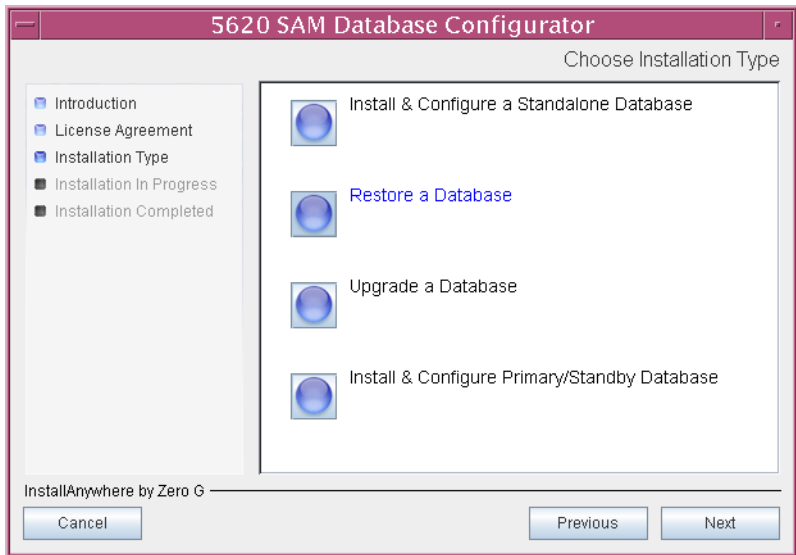 5620 SAM Database Configurator
Choose Installation Type
Introduction
License Agreement
Installation Type
Installation In Progress
Installation Completed
Install & Configure a Standalone Database
Restore a Database
Upgrade a Database
Install & Configure Primary/Standby Database
InstallAnywhere by Zero G
Cancel
Previous
Next